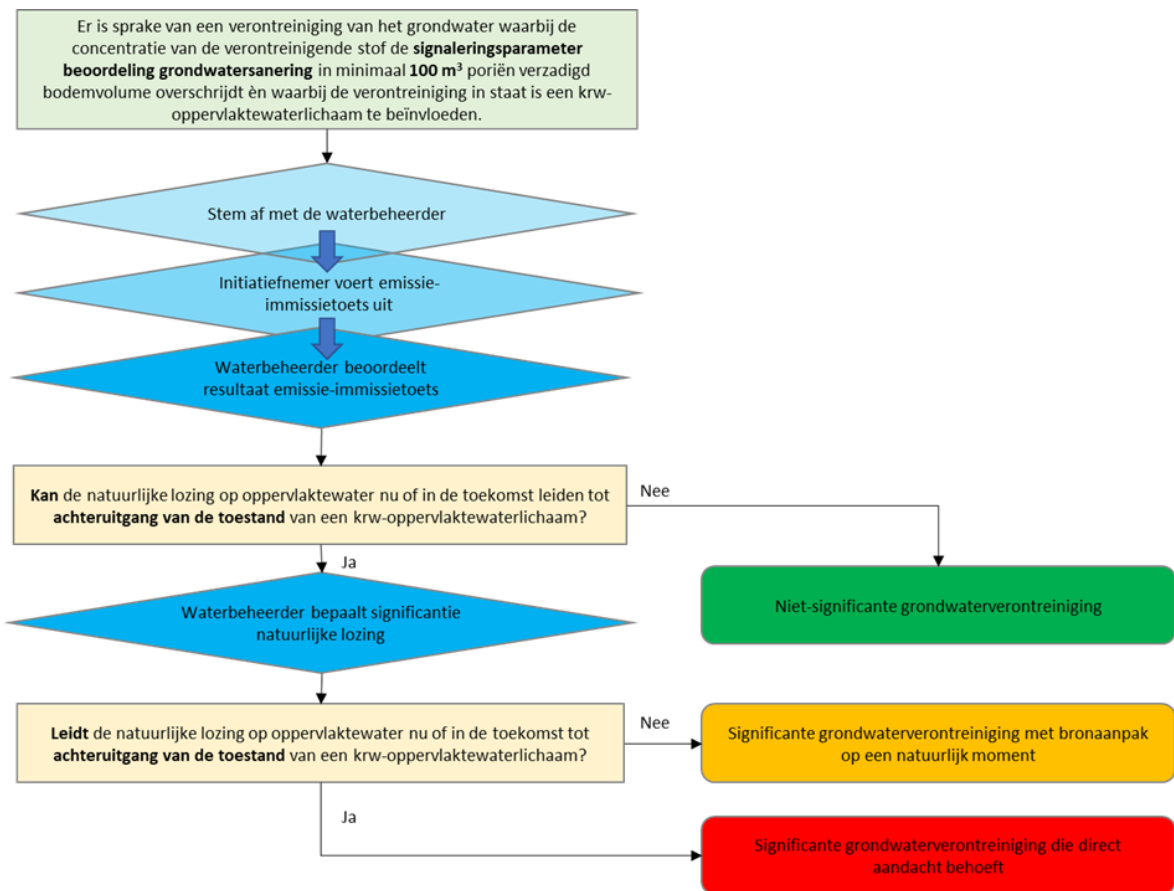 Er is sprake van een verontreiniging van het grondwater waarbij de
concentratie van de verontreinigende stof de signaleringsparameter
beoordeling grondwatersanering in minimaal 100 m³ poriën verzadigd
bodemvolume overschrijdt èn waarbij de verontreiniging in staat is een krw-
oppervlaktewaterlichaam te beïnvloeden.
Stem af met de waterbeheerder
Initiatiefnemer voert emissie-
immissietoets uit
Waterbeheerder beoordeelt
resultaat emissie-immissietoets
Kan de natuurlijke lozing op oppervlaktewater nu of in de toekomst leiden tot
achteruitgang van de toestand van een krw-oppervlaktewaterlichaam?
Nee
Ja
Niet-significante grondwaterverontreiniging
Waterbeheerder bepaalt significantie
natuurlijke lozing
Leidt de natuurlijke lozing op oppervlaktewater nu of in de toekomst tot
achteruitgang van de toestand van een krw-oppervlaktewaterlichaam?
Nee
Significante grondwaterverontreiniging met bronaanpak
op een natuurlijk moment
Ja
Significante grondwaterverontreiniging die direct
aandacht behoeft